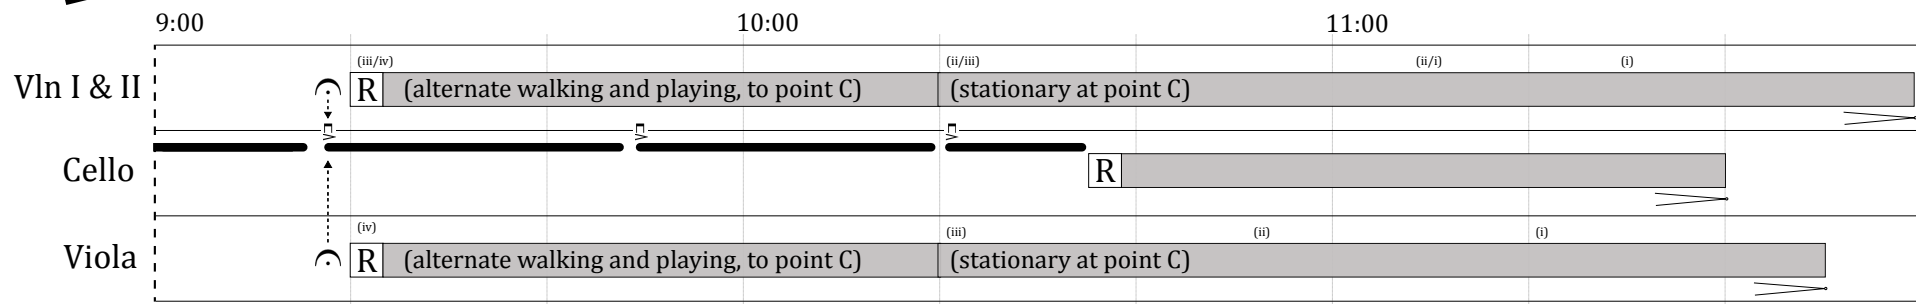 9:00 10:00 11:00
(iii/iv) (ii/iii) (ii/i) (i)
Vln I & II R (alternate walking and playing, to point C) (stationary at point C)
Cello R
(iv) (iii) (ii) (i)
Viola R (alternate walking and playing, to point C) (stationary at point C)